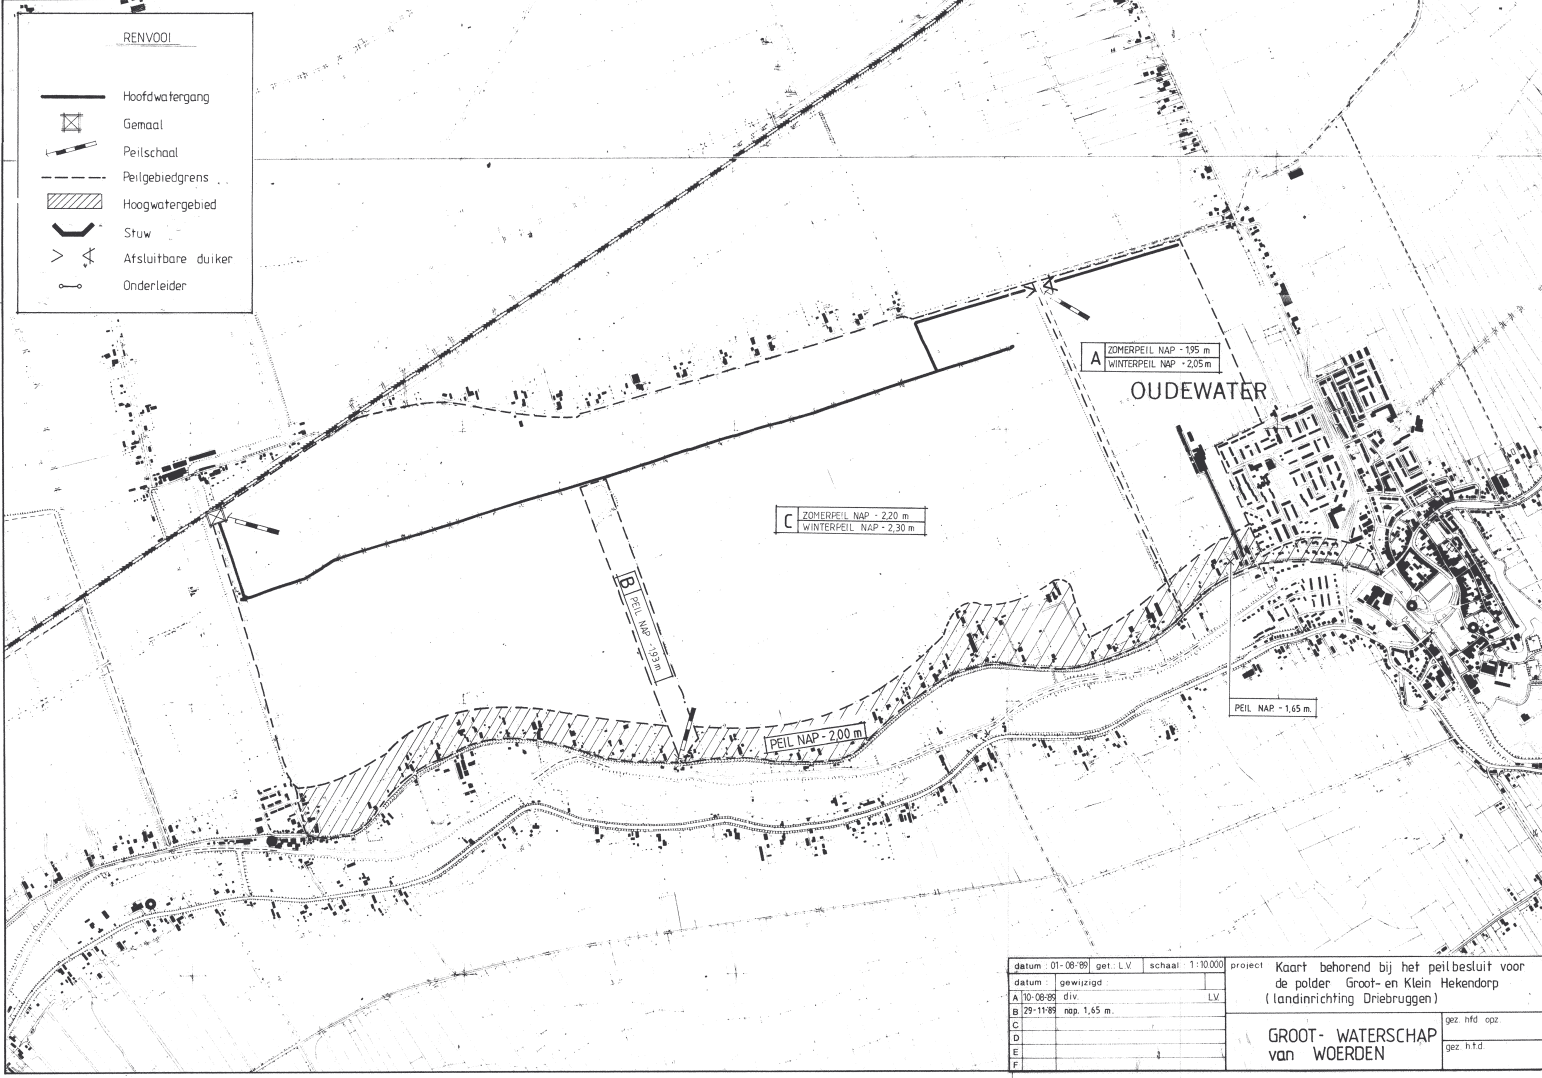 RENVOOI
Hoofdwatergang
Gemaal
Peilschaal
Peilgebiedgrens
Hoogwatergebied
Stuw
Afsluitbare duiker
Onderleider
A
ZOMERPEIL NAP - 1,95 m
WINTERPEIL NAP - 2,05 m
OUDEWATER
C
ZOMERPEIL NAP - 2,20 m
WINTERPEIL NAP - 2,30 m
B
PEIL NAP -1,93 m
PEIL NAP - 1,65 m.
PEIL NAP - 2,00 m
datum : 01-08-'89 get.: L.V. schaal : 1:10.000
datum : gewijzigd :
A 10-08-89 div. L.V.
B 29-11-'89 nap. 1,65 m.
C
D
E
F
project Kaart behorend bij het peilbesluit voor
de polder Groot- en Klein Hekendorp
(landinrichting Driebruggen)
GROOT- WATERSCHAP
van WOERDEN
gez. hfd. opz.
gez. h.t.d.